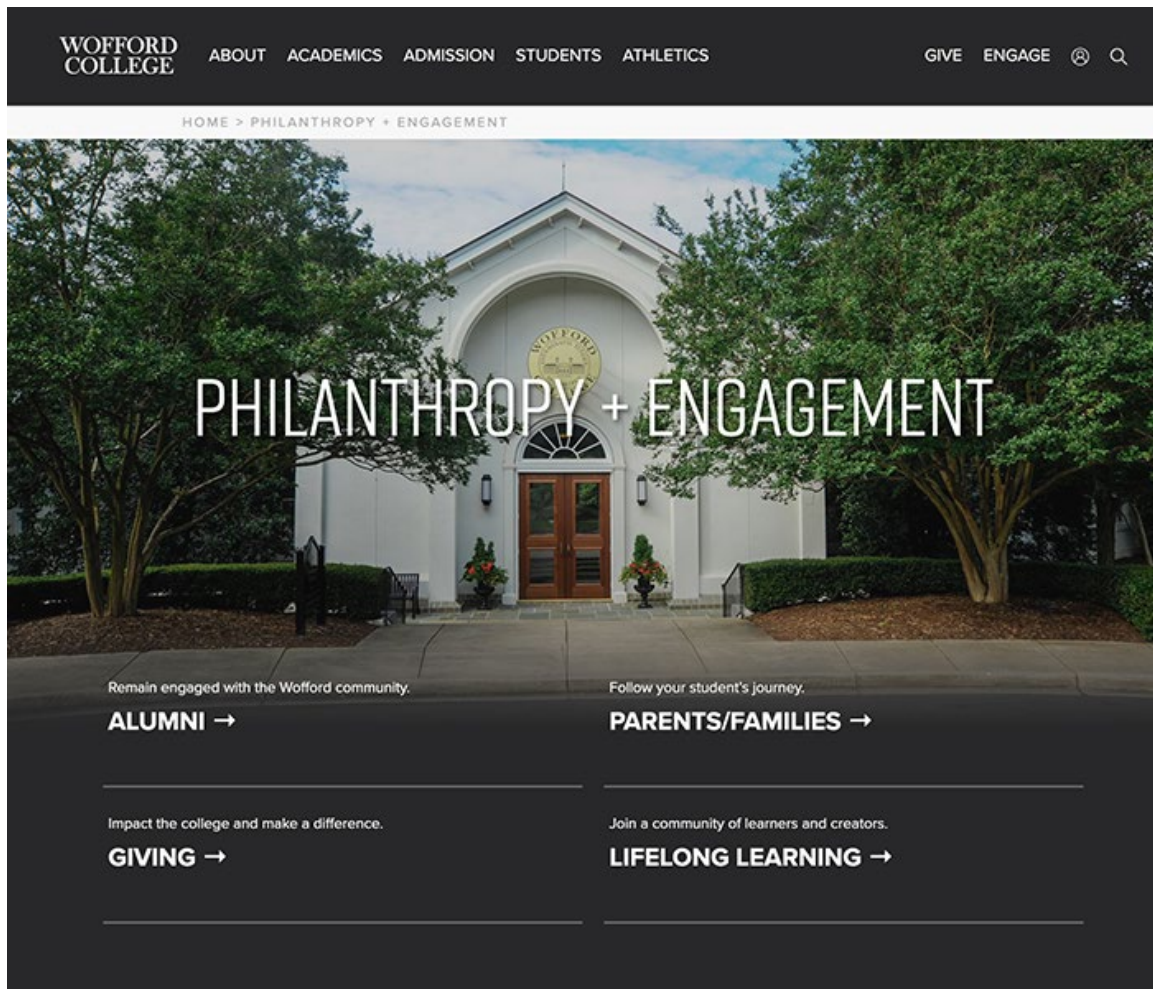 WOFFORD
COLLEGE
ABOUT ACADEMICS ADMISSION STUDENTS ATHLETICS GIVE ENGAGE
HOME > PHILANTHROPY + ENGAGEMENT
WOFFORD
PHILANTHROPY + ENGAGEMENT
Remain engaged with the Wofford community.
ALUMNI →
Follow your student's journey.
PARENTS/FAMILIES →
Impact the college and make a difference.
GIVING →
Join a community of learners and creators.
LIFELONG LEARNING →